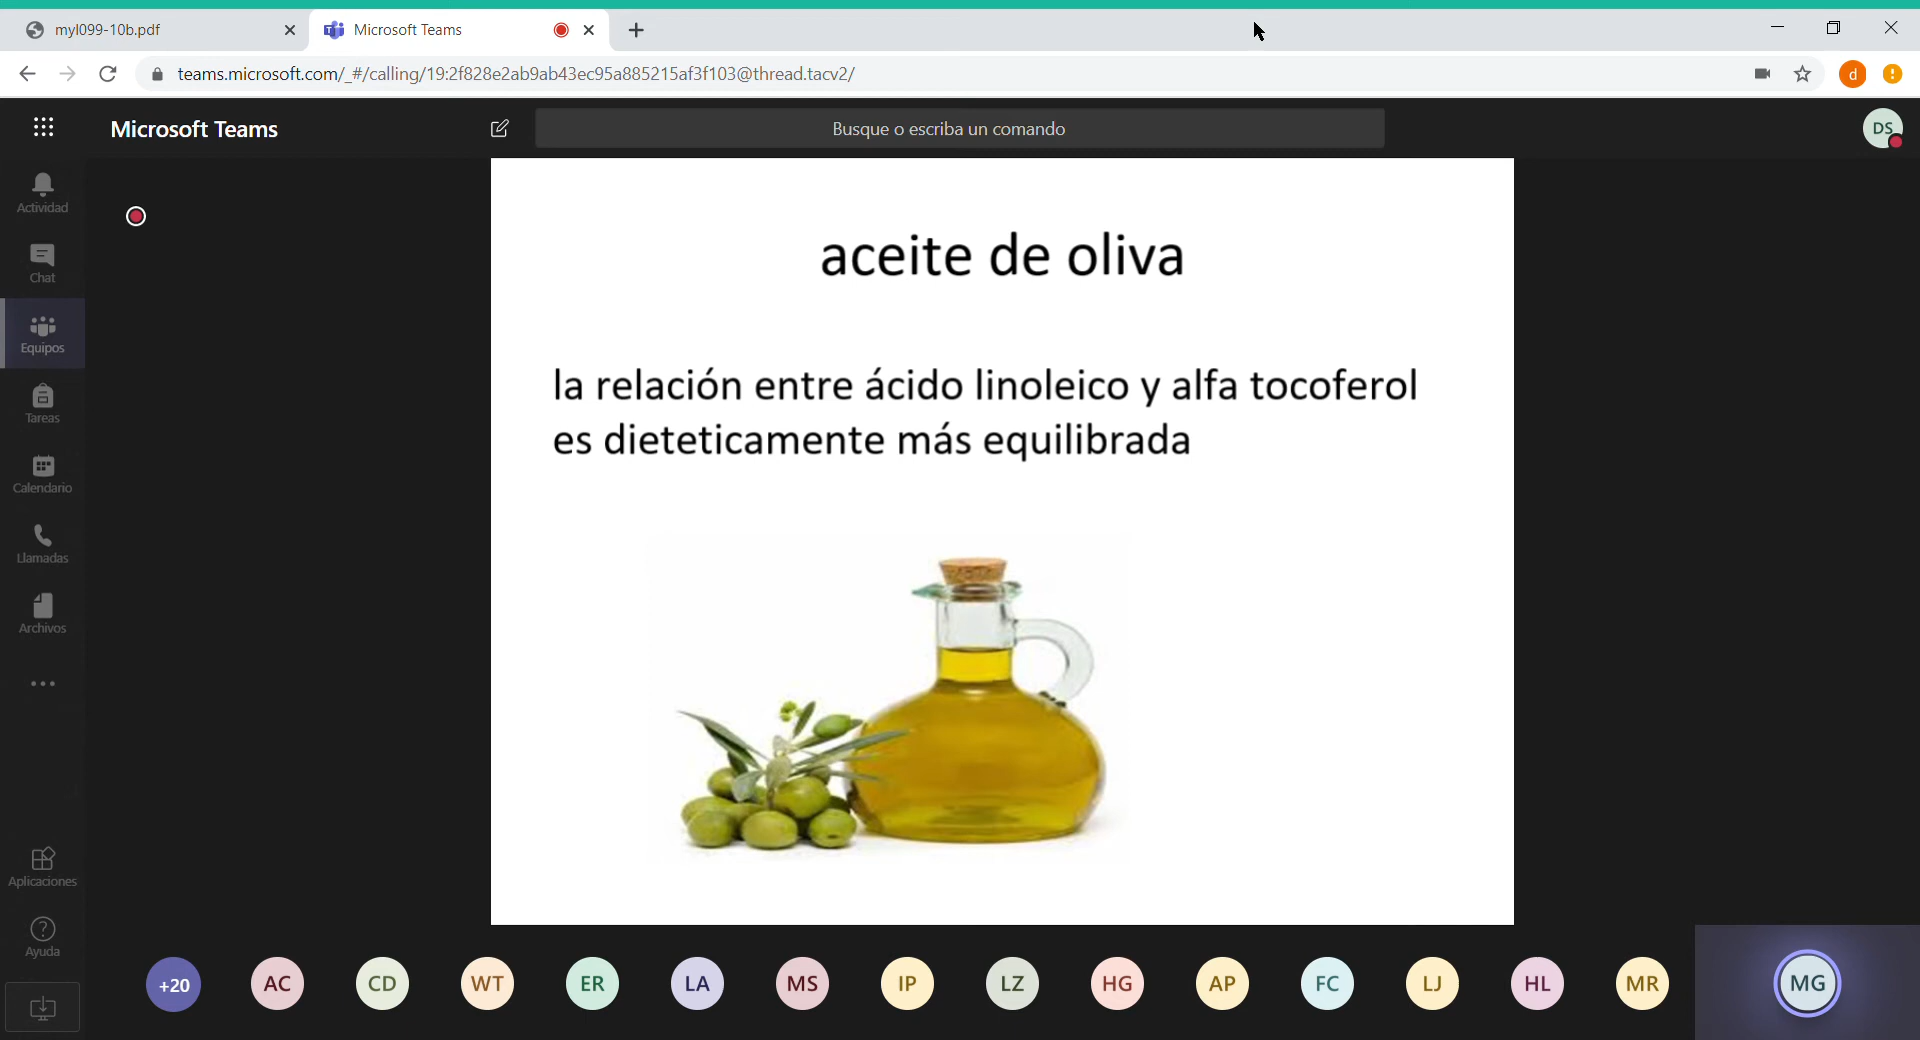 myl099-10b.pdf
Microsoft Teams
teams.microsoft.com/_#/calling/19:2f828e2ab9ab43ec95a885215af3f103@thread.tacv2/
d
Microsoft Teams
Busque o escriba un comando
DS
Actividad
Chat
Equipos
Tareas
Calendario
Llamadas
Archivos
Aplicaciones
Ayuda
aceite de oliva
la relación entre ácido linoleico y alfa tocoferol
es dieteticamente más equilibrada
+20 AC CD WT ER LA MS IP LZ HG AP FC LJ HL MR MG